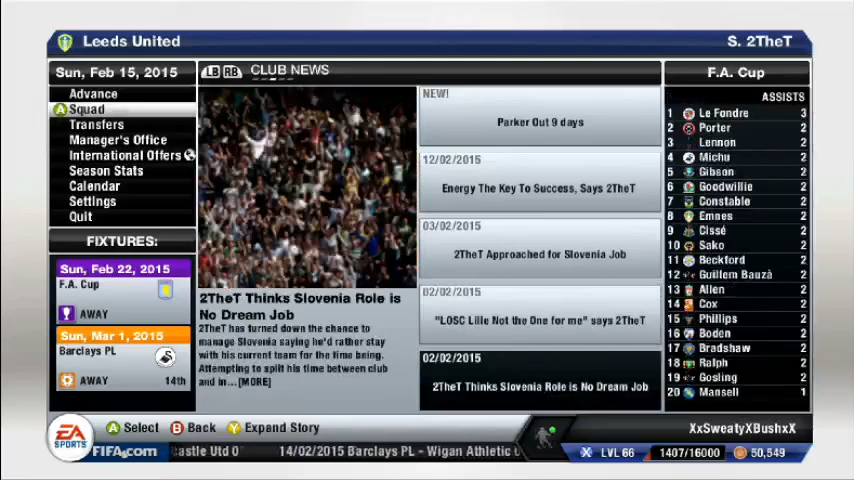 Leeds United
S. 2TheT
Sun, Feb 15, 2015
LB RB CLUB NEWS
F.A. Cup
Advance
A Squad
Transfers
Manager's Office
International Offers
Season Stats
Calendar
Settings
Quit
FIXTURES:
Sun, Feb 22, 2015
F.A. Cup
AWAY
Sun, Mar 1, 2015
Barclays PL
AWAY 14th
2TheT Thinks Slovenia Role is
No Dream Job
2TheT has turned down the chance to
manage Slovenia saying he'd rather stay
with his current team for the time being.
Attempting to split his time between club
and in... [MORE]
NEW!
Parker Out 9 days
12/02/2015
Energy The Key To Success, Says 2TheT
03/02/2015
2TheT Approached for Slovenia Job
02/02/2015
"LOSC Lille Not the One for me" says 2TheT
02/02/2015
2TheT Thinks Slovenia Role is No Dream Job
ASSISTS
1 Le Fondre 3
2 Porter 2
3 Lennon 2
4 Michu 2
5 Gibson 2
6 Goodwillie 2
7 Constable 2
8 Emnes 2
9 Cissé 2
10 Sako 2
11 Beckford 2
12 Guillem Bauzà 2
13 Allen 2
14 Cox 2
15 Phillips 2
16 Boden 2
17 Bradshaw 2
18 Ralph 2
19 Gosling 2
20 Mansell 1
EA
SPORTS
A Select B Back Y Expand Story
XxSweatyXBushxX
FIFA.com
castle Utd 0
14/02/2015 Barclays PL - Wigan Athletic
LVL 66
1407/16000
50,549